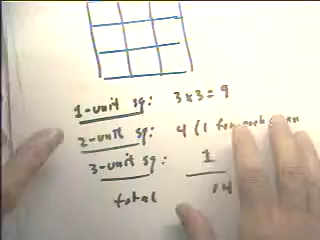 1-unit sq: 3x3=9
2-unit sq: 4 (1 for each
3-unit sq: 1
total 14